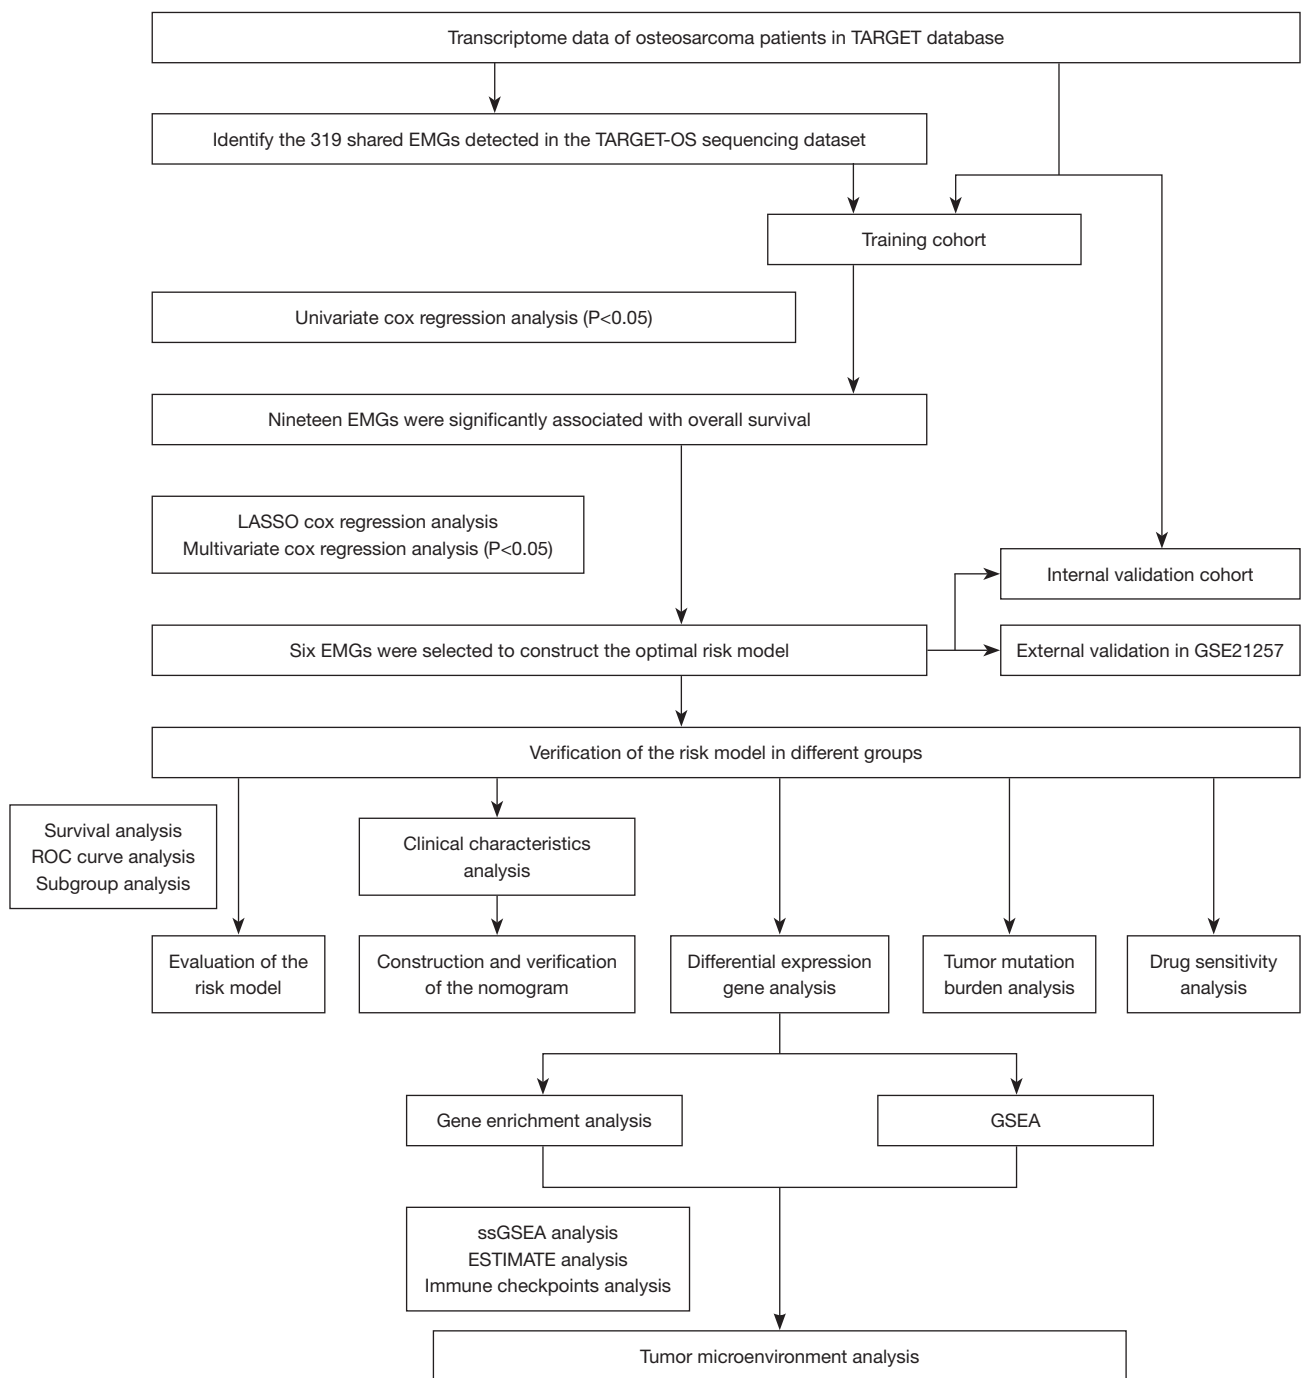 Transcriptome data of osteosarcoma patients in TARGET database
Identify the 319 shared EMGs detected in the TARGET-OS sequencing dataset
Training cohort
Univariate cox regression analysis (P<0.05)
Nineteen EMGs were significantly associated with overall survival
LASSO cox regression analysis
Multivariate cox regression analysis (P<0.05)
Internal validation cohort
Six EMGs were selected to construct the optimal risk model
External validation in GSE21257
Verification of the risk model in different groups
Survival analysis
ROC curve analysis
Subgroup analysis
Clinical characteristics
analysis
Evaluation of the
risk model
Construction and verification
of the nomogram
Differential expression
gene analysis
Tumor mutation
burden analysis
Drug sensitivity
analysis
Gene enrichment analysis
GSEA
ssGSEA analysis
ESTIMATE analysis
Immune checkpoints analysis
Tumor microenvironment analysis